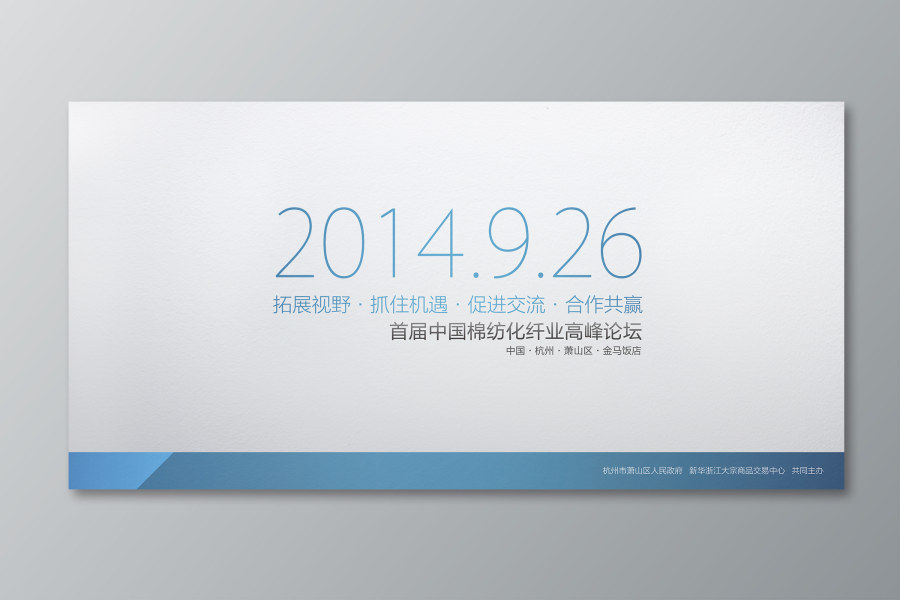 2014.9.26
拓展视野·抓住机遇·促进交流·合作共赢
首届中国棉纺化纤业高峰论坛
中国·杭州·萧山区·金马饭店
杭州市萧山区人民政府 新华浙江大宗商品交易中心 共同主办